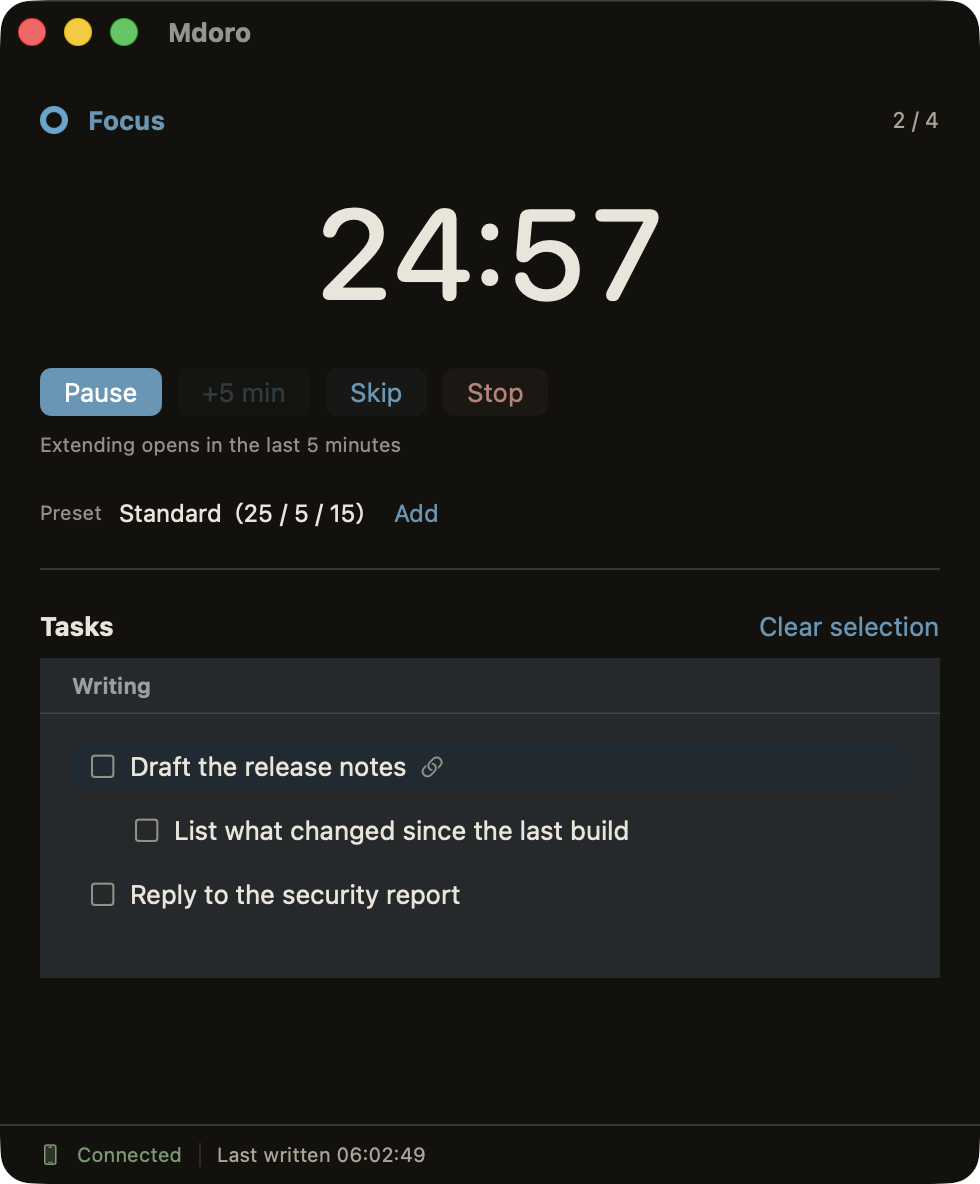 Mdoro
Focus 2 / 4
24:57
Pause +5 min Skip Stop
Extending opens in the last 5 minutes
Preset Standard (25 / 5 / 15) Add
Tasks Clear selection
Writing
Draft the release notes
List what changed since the last build
Reply to the security report
Connected Last written 06:02:49